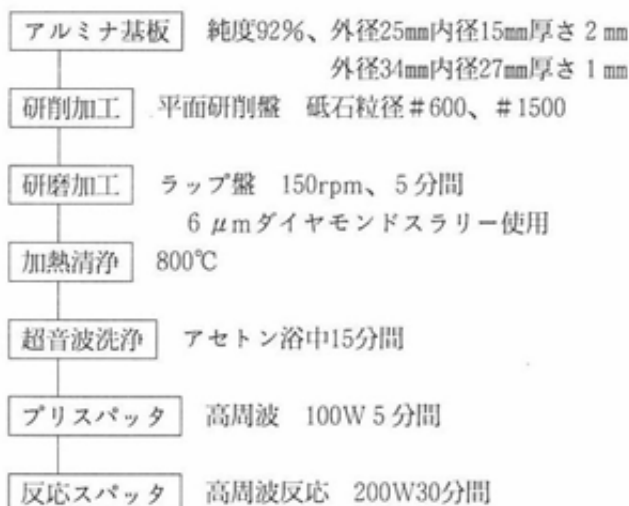 アルミナ基板 純度92%、外径25㎜内径15㎜厚さ2㎜
外径34㎜内径27㎜厚さ1㎜
研削加工 平面研削盤 砥石粒径#600、#1500
研磨加工 ラップ盤 150rpm、5分間
6μmダイヤモンドスラリー使用
加熱清浄 800℃
超音波洗浄 アセトン浴中15分間
プリスパッタ 高周波 100W5分間
反応スパッタ 高周波反応 200W30分間